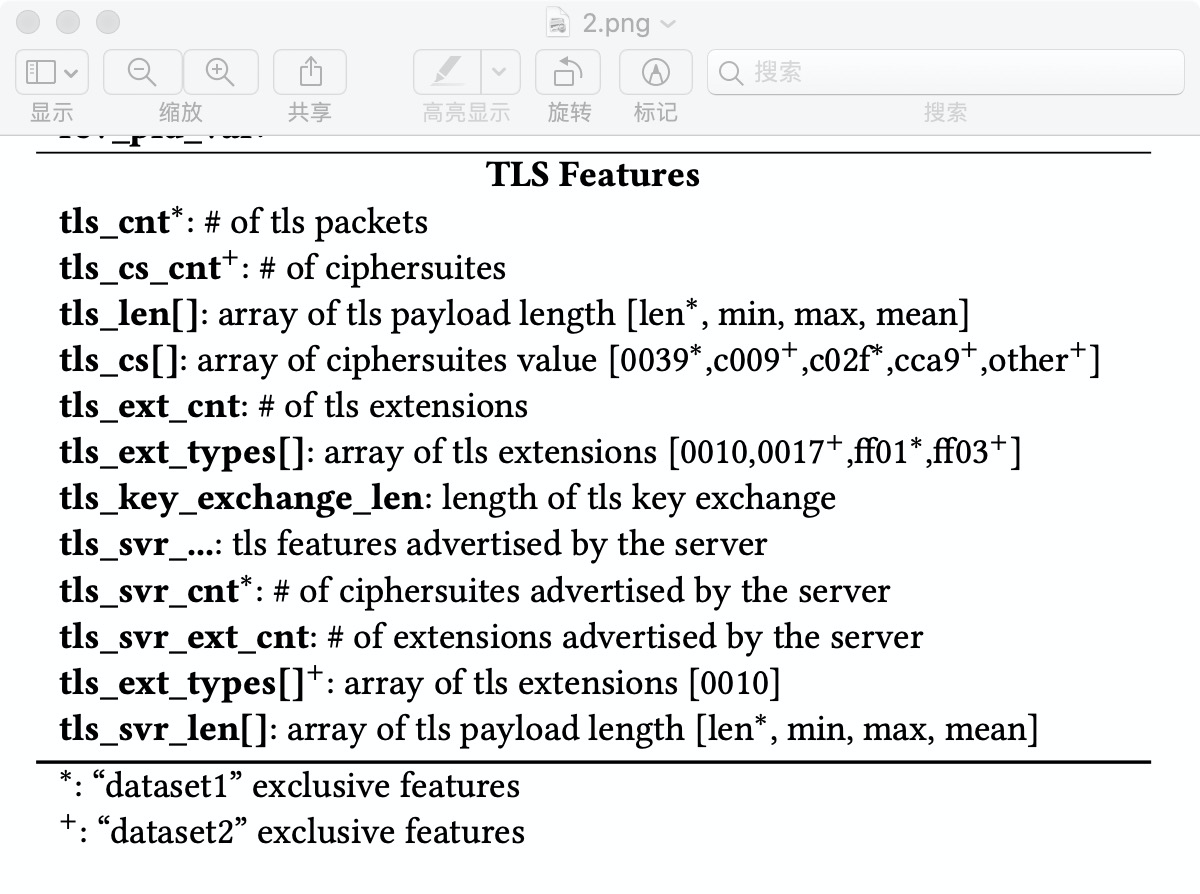 2.png
显示
缩放
共享
高亮显示
旋转
标记
搜索
搜索
TLS Features
tls_cnt*: # of tls packets
tls_cs_cnt⁺: # of ciphersuites
tls_len[]: array of tls payload length [len*, min, max, mean]
tls_cs[]: array of ciphersuites value [0039*,c009⁺,c02f*,cca9⁺,other⁺]
tls_ext_cnt: # of tls extensions
tls_ext_types[]: array of tls extensions [0010,0017⁺,ff01*,ff03⁺]
tls_key_exchange_len: length of tls key exchange
tls_svr_...: tls features advertised by the server
tls_svr_cnt*: # of ciphersuites advertised by the server
tls_svr_ext_cnt: # of extensions advertised by the server
tls_ext_types[]⁺: array of tls extensions [0010]
tls_svr_len[]: array of tls payload length [len*, min, max, mean]
*: “dataset1” exclusive features
⁺: “dataset2” exclusive features